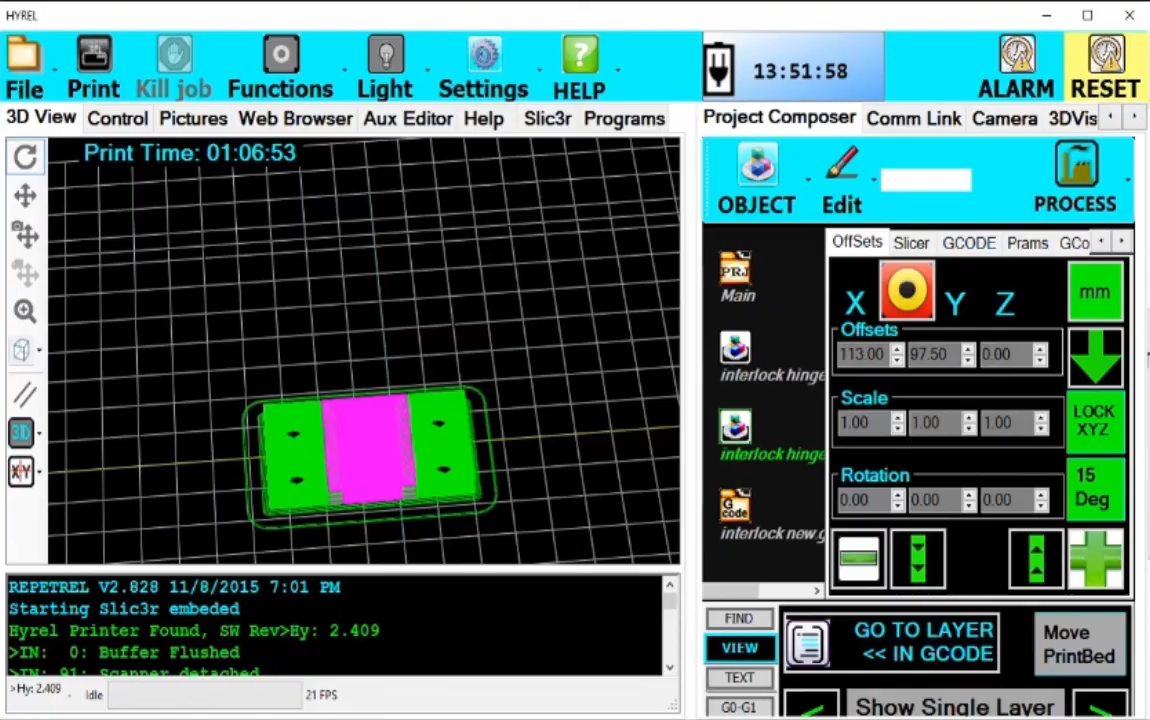 HYREL
File Print Kill job Functions Light Settings HELP
13:51:58
ALARM RESET
3D View Control Pictures Web Browser Aux Editor Help Slic3r Programs
Project Composer Comm Link Camera 3DVis
Print Time: 01:06:53
OBJECT Edit PROCESS
OffSets Slicer GCODE Prams GCo
PRJ
Main
interlock hinge
interlock hinge
G code
interlock new g
X Y Z
mm
Offsets
113.00 97.50 0.00
Scale
1.00 1.00 1.00
LOCK
XYZ
Rotation
0.00 0.00 0.00
15
Deg
3D
X/Y
REPETREL V2.828 11/8/2015 7:01 PM
Starting Slic3r embeded
Hyrel Printer Found, SW Rev>Hy: 2.409
>IN: 0: Buffer Flushed
>IN: 91: Scanner detached
>Hy: 2.409 Idle 21 FPS
FIND
VIEW
TEXT
G0-G1
GO TO LAYER
<< IN GCODE
Move
PrintBed
< Show Single Layer >